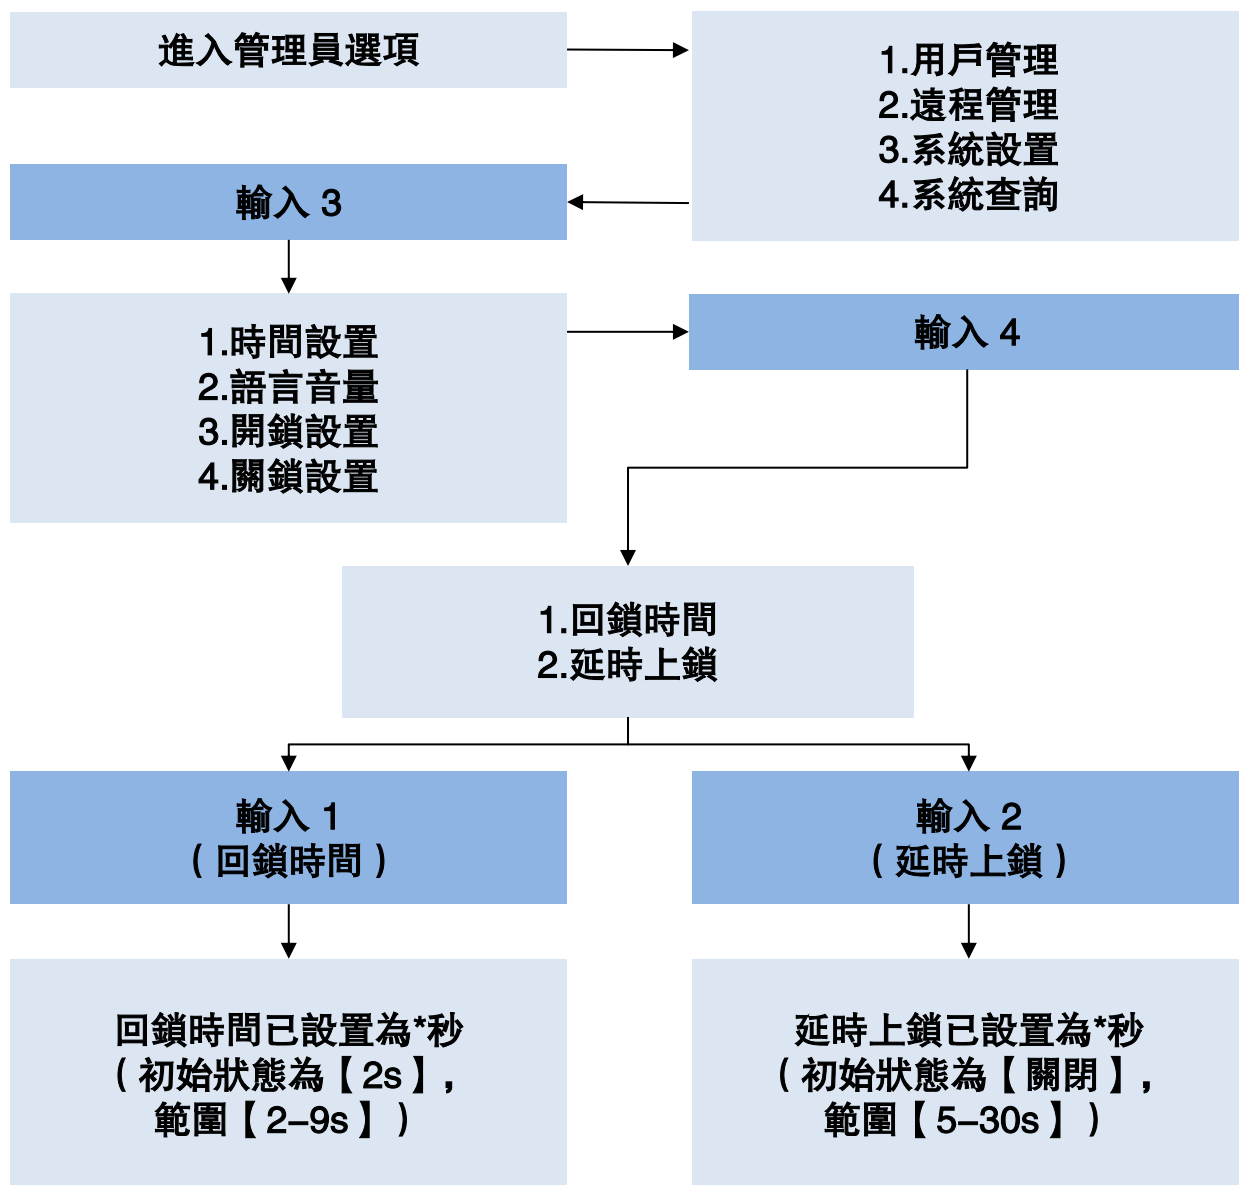 進入管理員選項
1.用戶管理
2.遠程管理
3.系統設置
4.系統查詢
輸入 3
1.時間設置
2.語言音量
3.開鎖設置
4.關鎖設置
輸入 4
1.回鎖時間
2.延時上鎖
輸入 1
（回鎖時間）
輸入 2
（延時上鎖）
回鎖時間已設置為*秒
（初始狀態為【2s】，
範圍【2–9s】）
延時上鎖已設置為*秒
（初始狀態為【關閉】，
範圍【5–30s】）